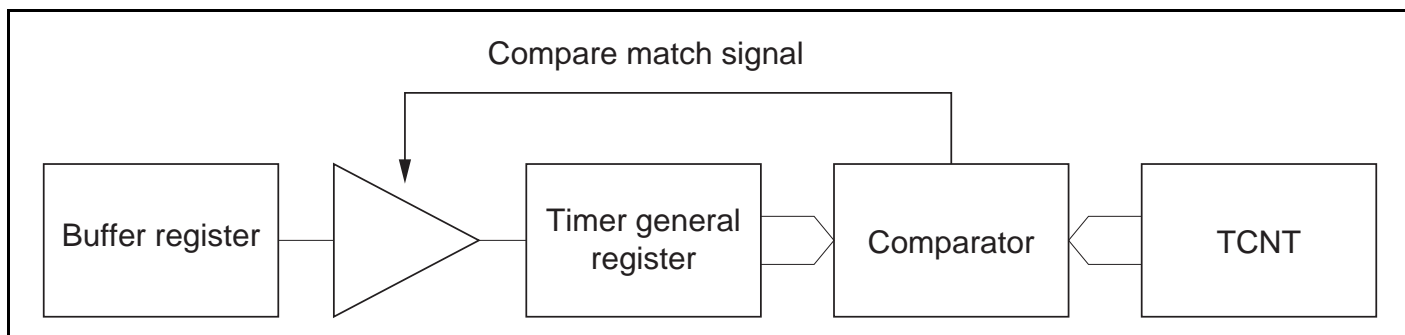 Compare match signal
Buffer register
Timer general
register
Comparator
TCNT